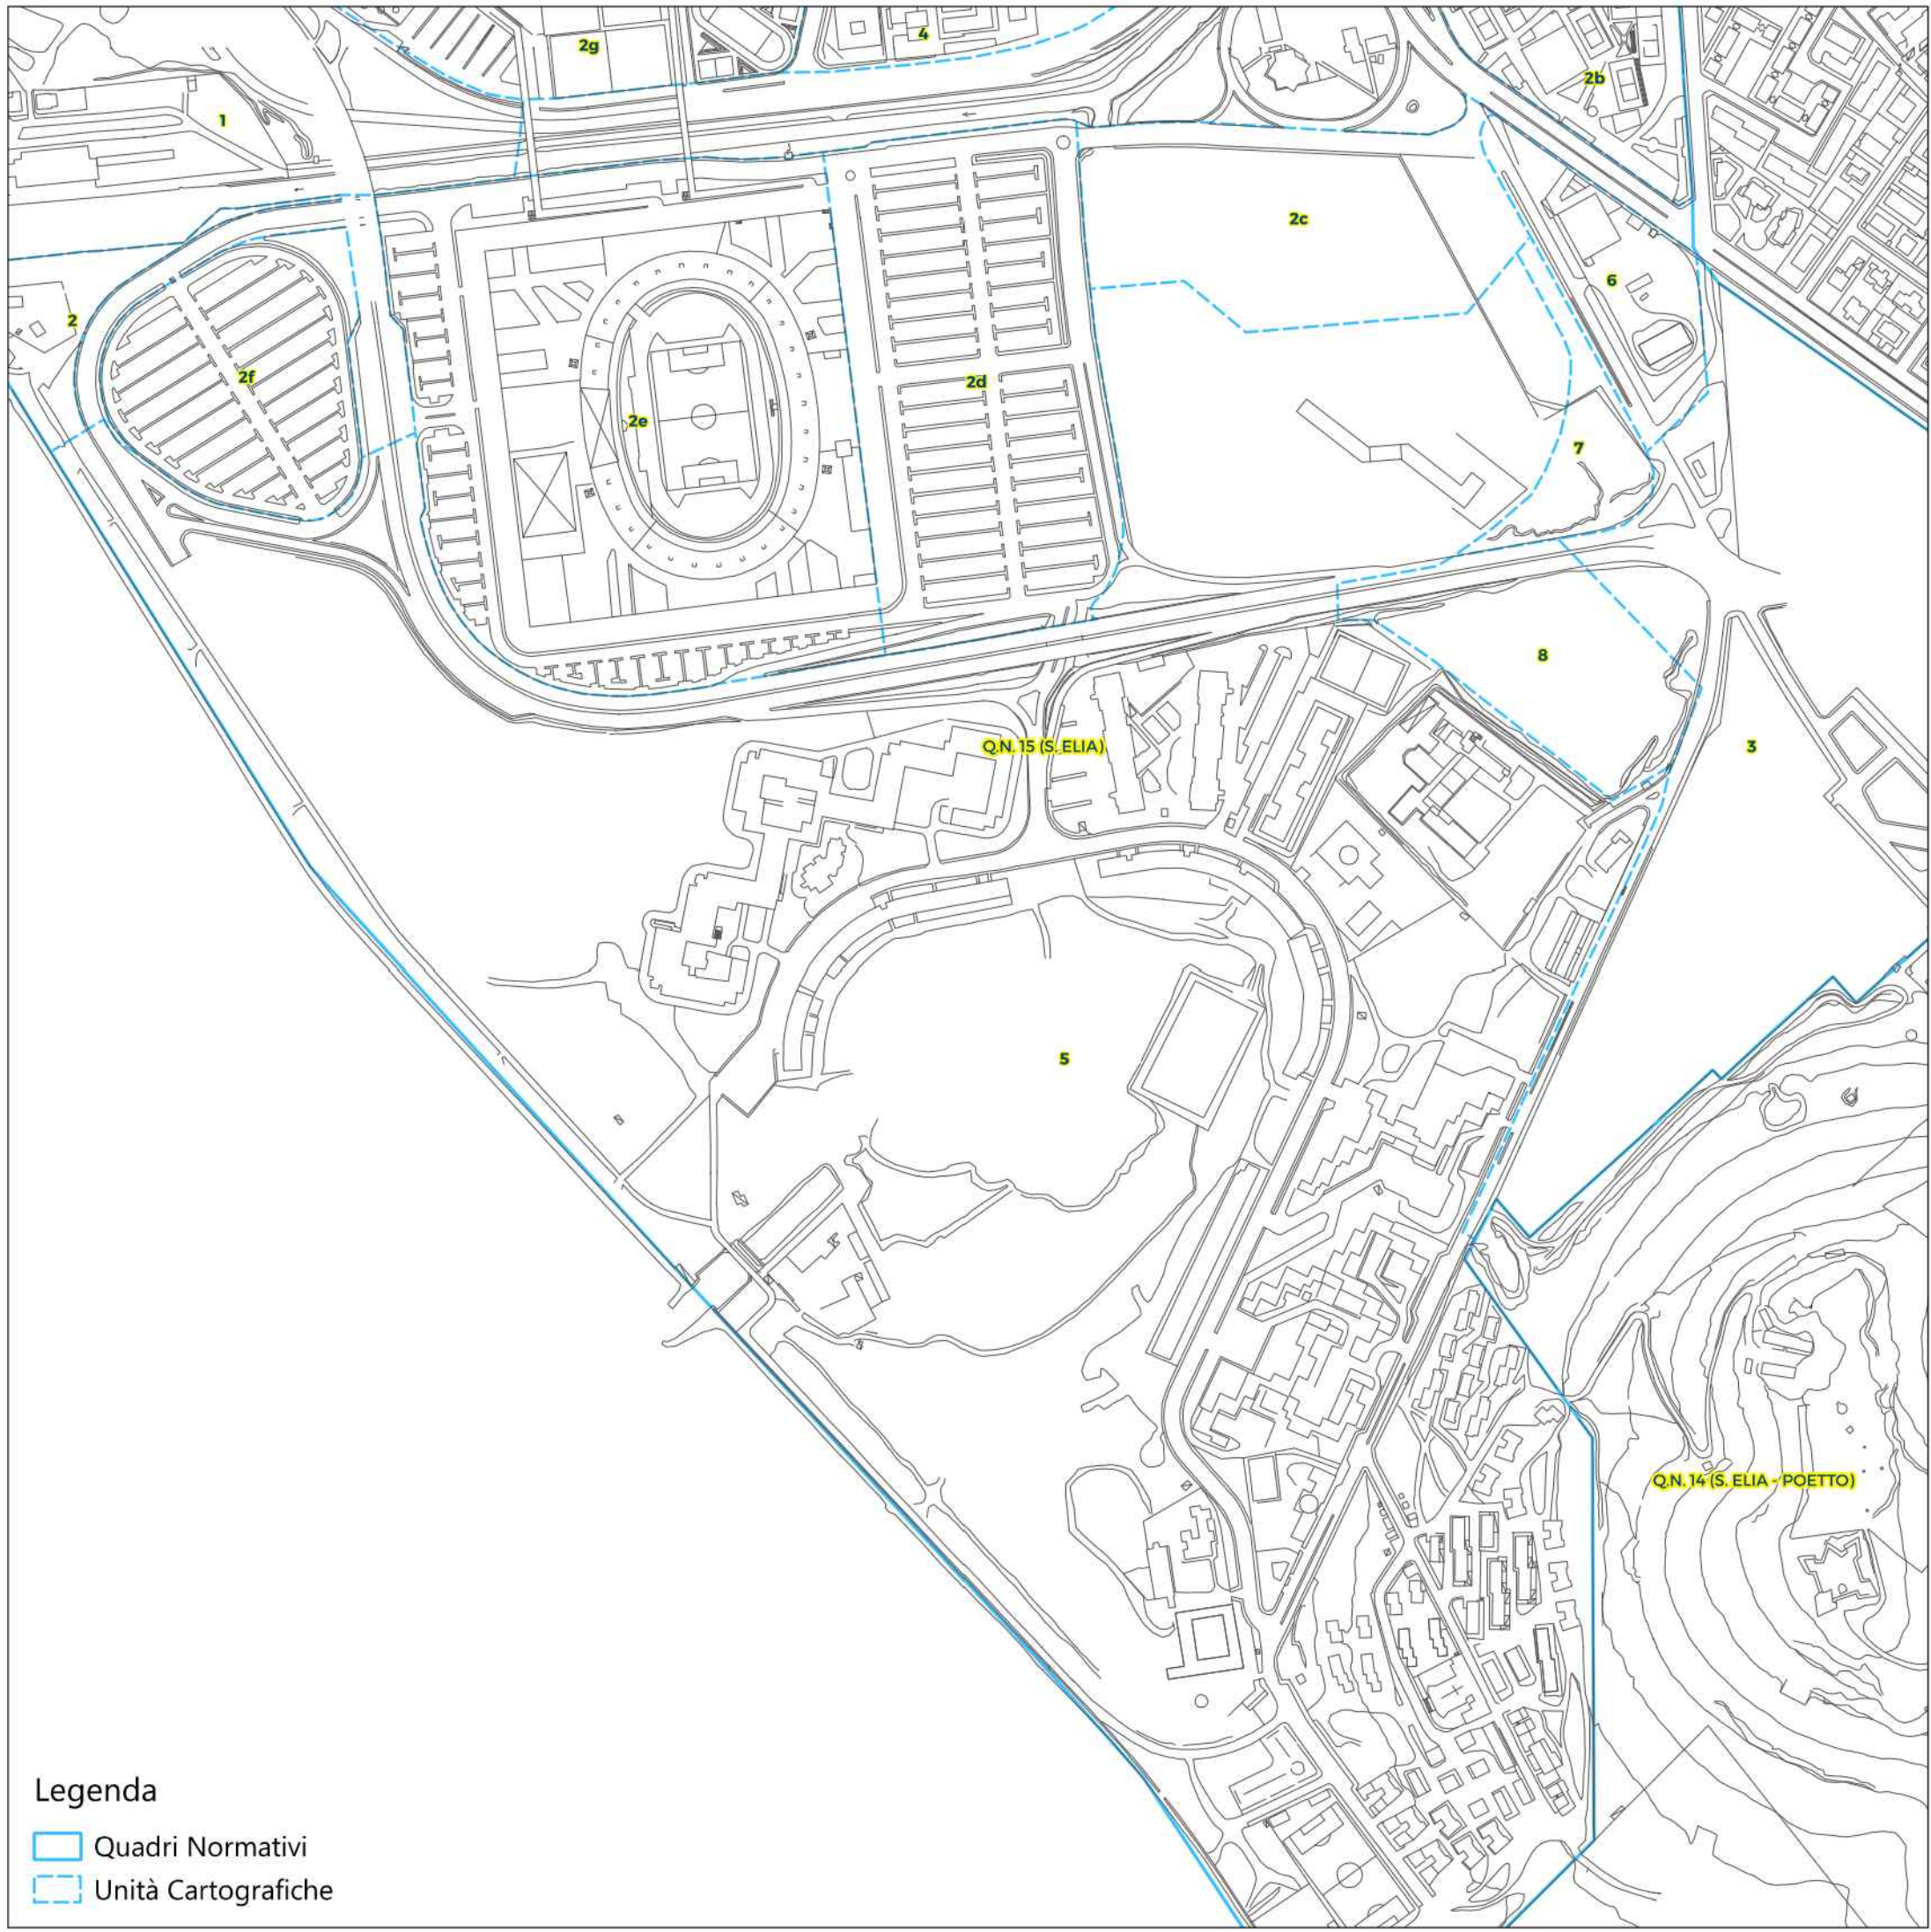 2g
4
2b
1
2c
6
2
2f
2d
2e
7
8
Q.N. 15 (S. ELIA)
3
5
Q.N. 14 (S. ELIA - POETTO)
Legenda
Quadri Normativi
Unità Cartografiche